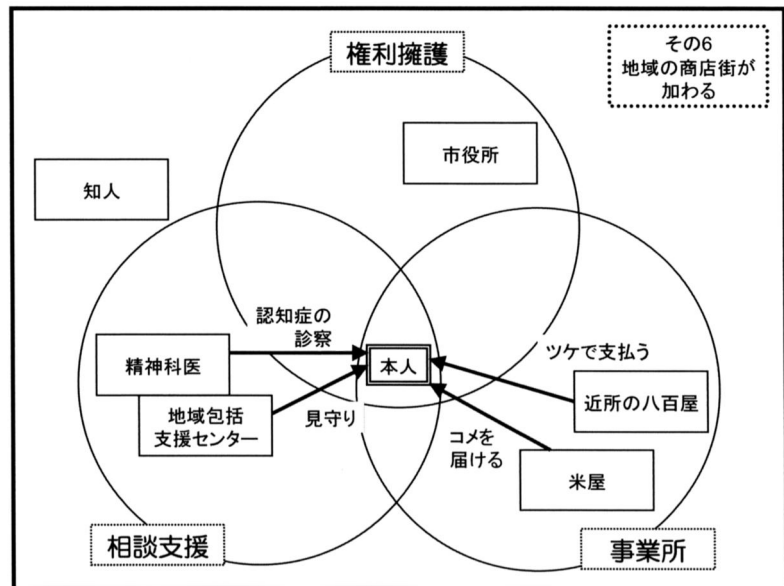 権利擁護
その6
地域の商店街が
加わる
市役所
知人
認知症の
診察
精神科医
本人
ツケで支払う
近所の八百屋
地域包括
支援センター
見守り
コメを
届ける
米屋
相談支援
事業所